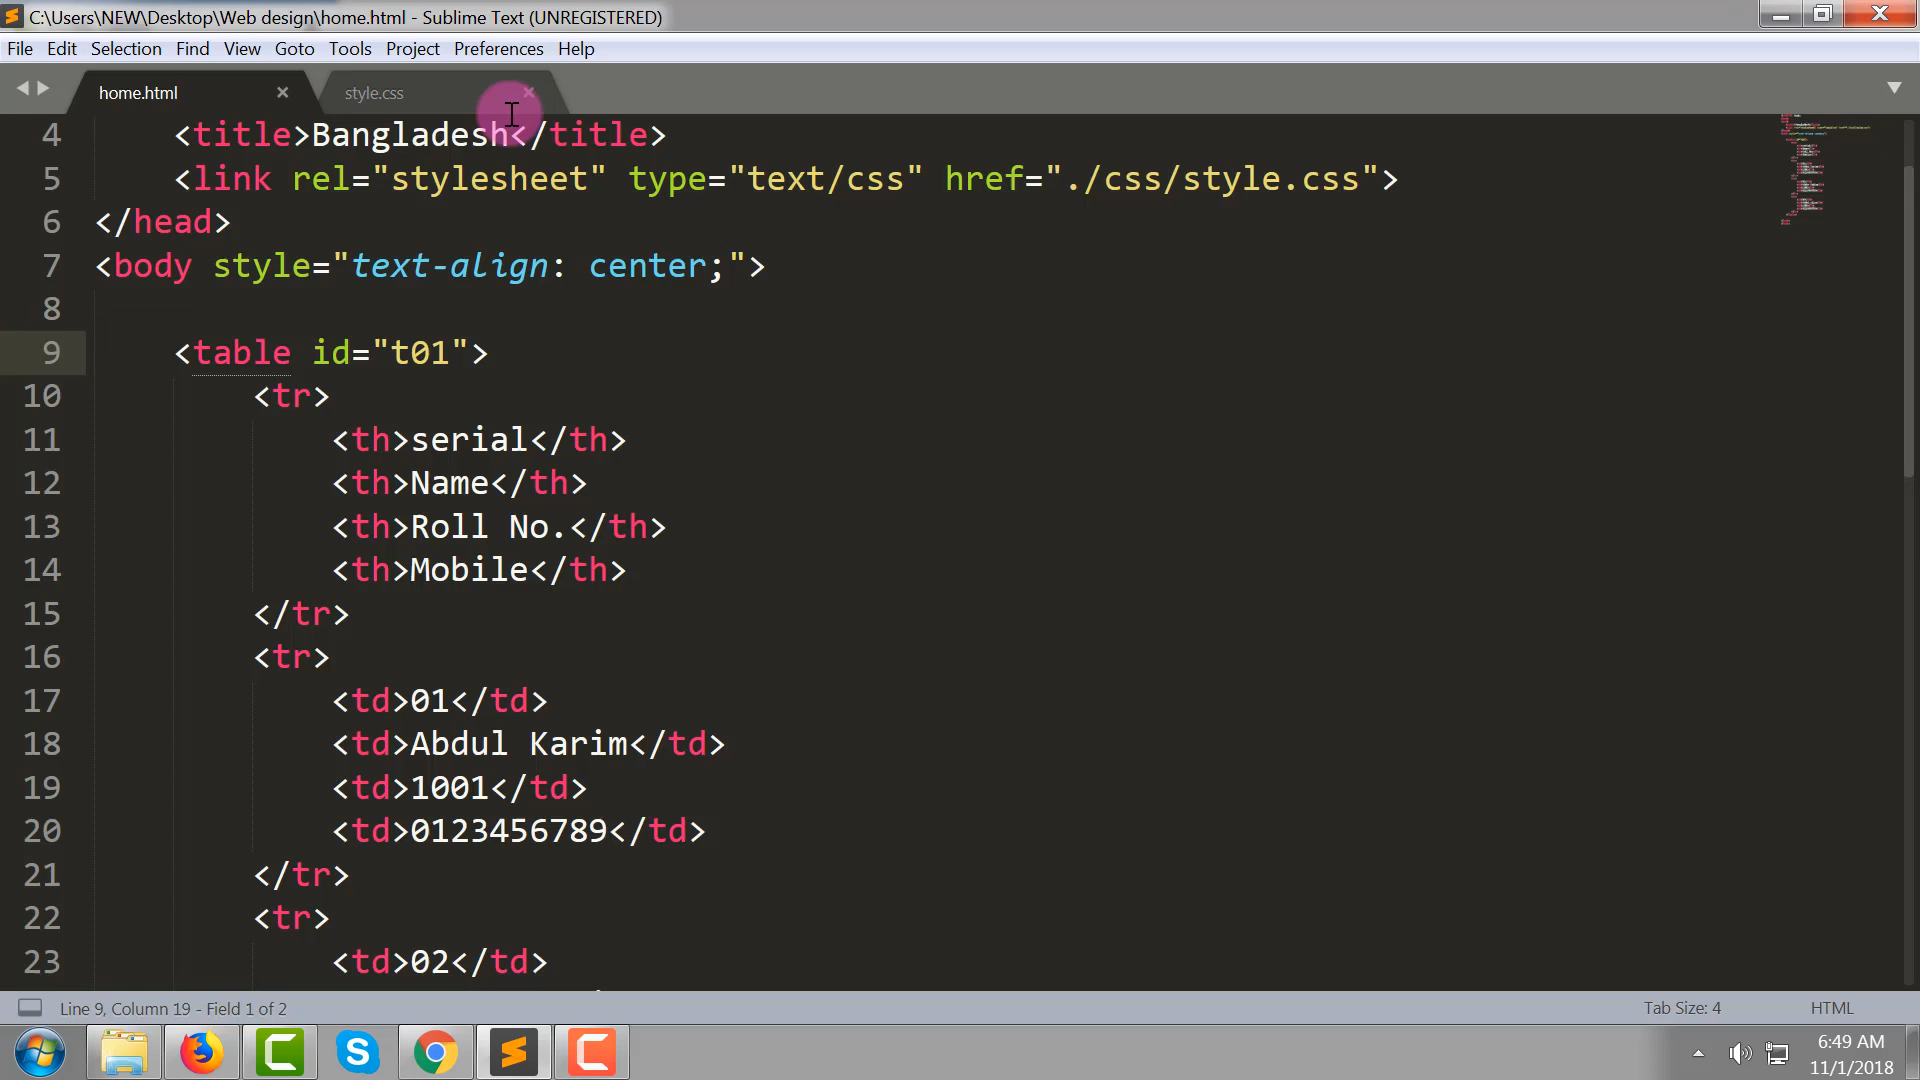 C:\Users\NEW\Desktop\Web design\home.html - Sublime Text (UNREGISTERED)
File Edit Selection Find View Goto Tools Project Preferences Help
home.html style.css
4 <title>Bangladesh</title>
5 <link rel="stylesheet" type="text/css" href="./css/style.css">
6 </head>
7 <body style="text-align: center;">
8
9 <table id="t01">
10 <tr>
11 <th>serial</th>
12 <th>Name</th>
13 <th>Roll No.</th>
14 <th>Mobile</th>
15 </tr>
16 <tr>
17 <td>01</td>
18 <td>Abdul Karim</td>
19 <td>1001</td>
20 <td>0123456789</td>
21 </tr>
22 <tr>
23 <td>02</td>
Line 9, Column 19 - Field 1 of 2 Tab Size: 4 HTML
6:49 AM
11/1/2018